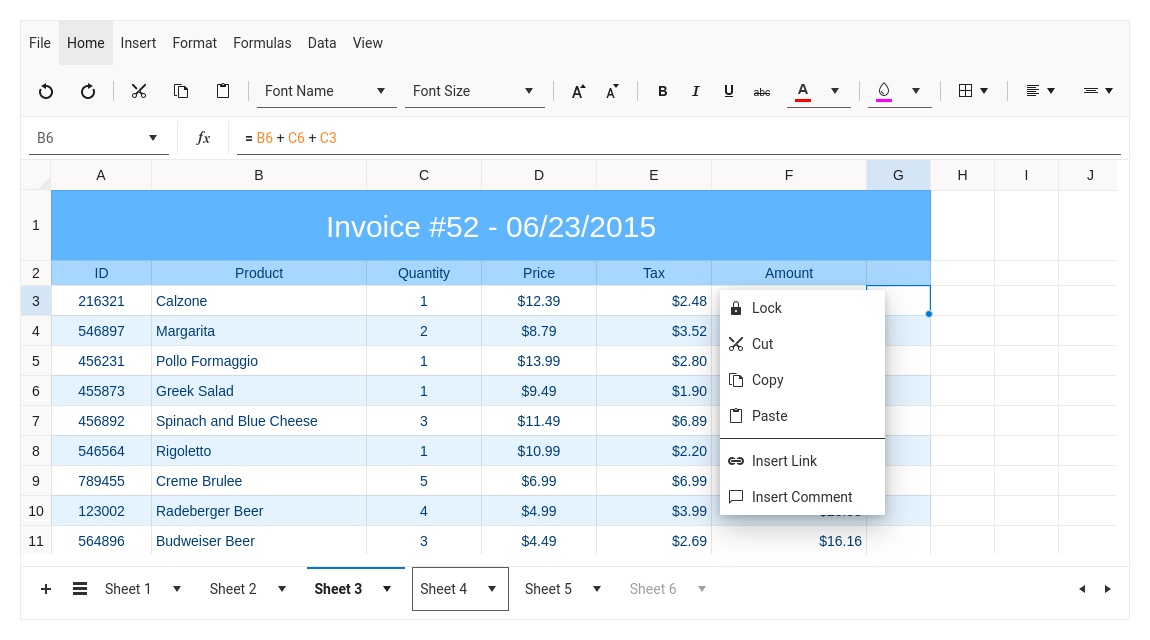 File Home Insert Format Formulas Data View
Font Name Font Size A A B I U abc A
B6 fx = B6 + C6 + C3
A B C D E F G H I J
1 Invoice #52 - 06/23/2015
2 ID Product Quantity Price Tax Amount
3 216321 Calzone 1 $12.39 $2.48
Lock
4 546897 Margarita 2 $8.79 $3.52
Cut
5 456231 Pollo Formaggio 1 $13.99 $2.80
Copy
6 455873 Greek Salad 1 $9.49 $1.90
Paste
7 456892 Spinach and Blue Cheese 3 $11.49 $6.89
8 546564 Rigoletto 1 $10.99 $2.20
Insert Link
9 789455 Creme Brulee 5 $6.99 $6.99
Insert Comment
10 123002 Radeberger Beer 4 $4.99 $3.99
11 564896 Budweiser Beer 3 $4.49 $2.69 $16.16
+ Sheet 1 Sheet 2 Sheet 3 Sheet 4 Sheet 5 Sheet 6